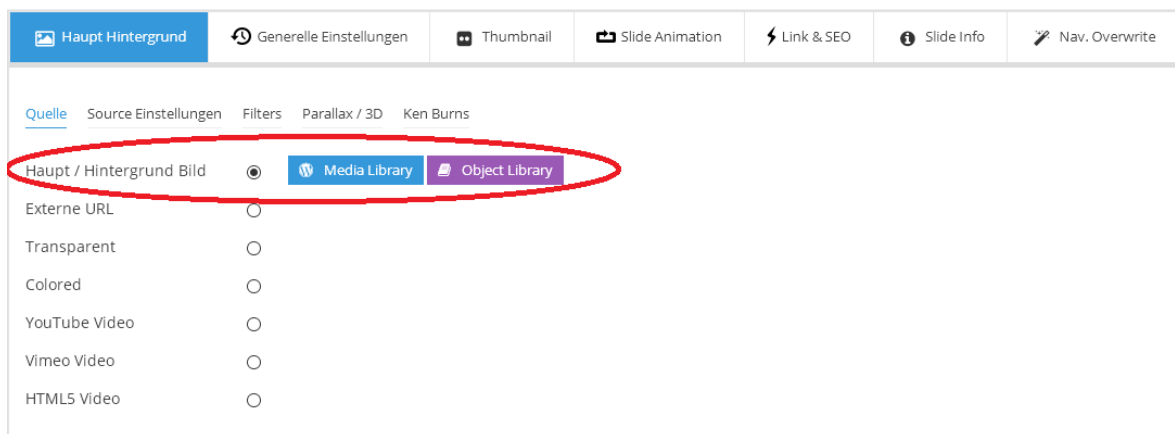 Haupt Hintergrund Generelle Einstellungen Thumbnail Slide Animation Link & SEO Slide Info Nav. Overwrite
Quelle Source Einstellungen Filters Parallax / 3D Ken Burns
Haupt / Hintergrund Bild Media Library Object Library
Externe URL
Transparent
Colored
YouTube Video
Vimeo Video
HTML5 Video